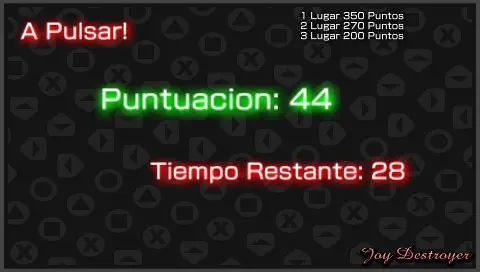 A Pulsar!
1 Lugar 350 Puntos
2 Lugar 270 Puntos
3 Lugar 200 Puntos
Puntuacion: 44
Tiempo Restante: 28
Joy Destroyer